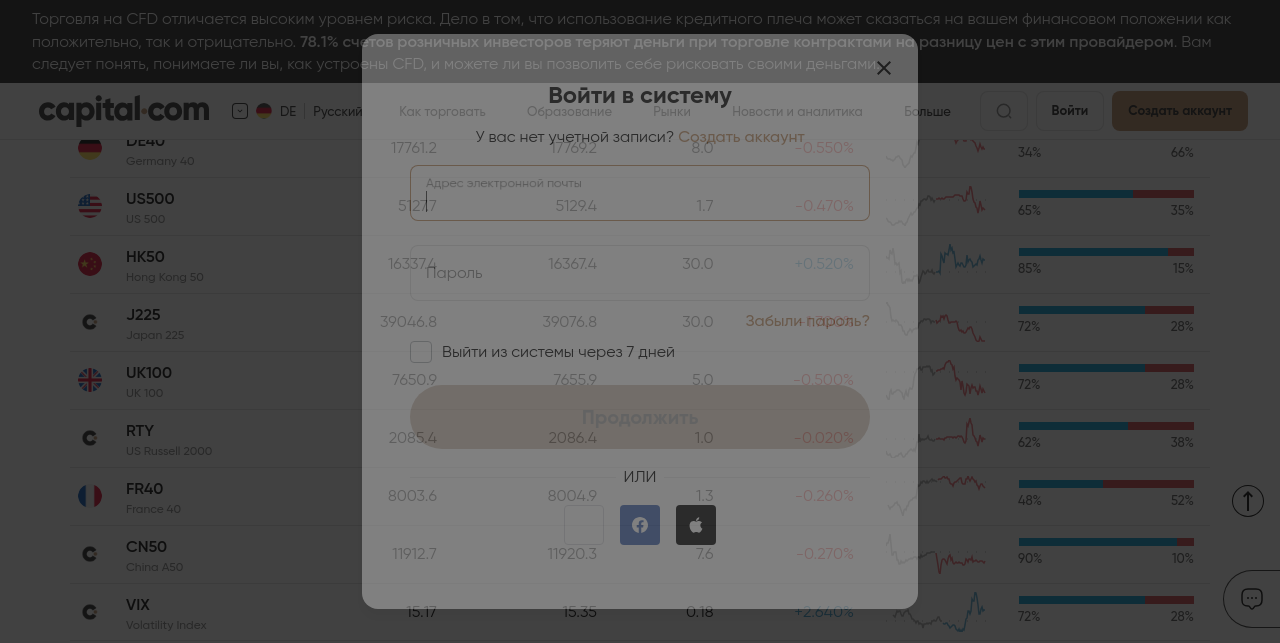 Торговля на CFD отличается высоким уровнем риска. Дело в том, что использование кредитного плеча может сказаться на вашем финансовом положении как
положительно, так и отрицательно. 78.1% счетов розничных инвесторов теряют деньги при торговле контрактами на разницу цен с этим провайдером. Вам
следует понять, понимаете ли вы, как устроены CFD, и можете ли вы позволить себе рисковать своими деньгами.
capital.com DE Русский Как торговать Образование Рынки Новости и аналитика Больше Войти Создать аккаунт
Войти в систему
У вас нет учетной записи? Создать аккаунт
Адрес электронной почты
Пароль
Забыли пароль?
Выйти из системы через 7 дней
Продолжить
ИЛИ
DE40 17761.2 17769.2 8.0 -0.550%
Germany 40 34% 66%
US500 5127.7 5129.4 1.7 -0.470%
US 500 65% 35%
HK50 16337.4 16367.4 30.0 +0.520%
Hong Kong 50 85% 15%
J225 39046.8 39076.8 30.0
Japan 225 72% 28%
UK100 7650.9 7655.9 5.0 -0.500%
UK 100 72% 28%
RTY 2085.4 2086.4 1.0 -0.020%
US Russell 2000 62% 38%
FR40 8003.6 8004.9 1.3 -0.260%
France 40 48% 52%
CN50 11912.7 11920.3 7.6 -0.270%
China A50 90% 10%
VIX 15.17 15.35 0.18 +2.640%
Volatility Index 72% 28%